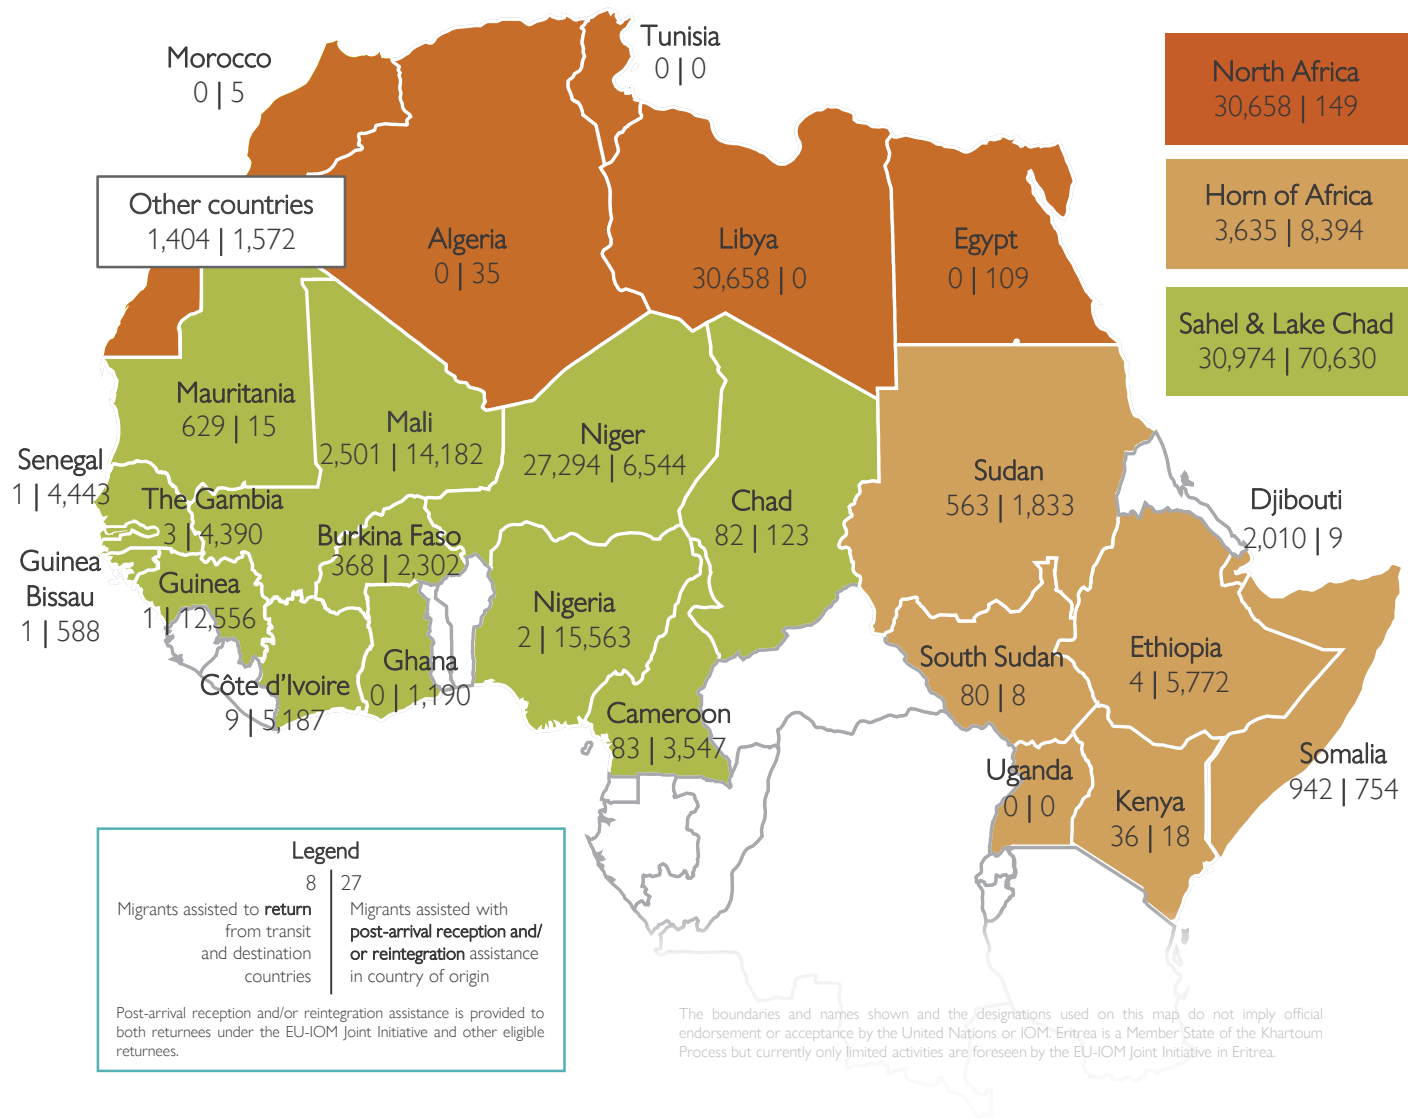 Morocco
0 | 5
Tunisia
0 | 0
North Africa
30,658 | 149
Horn of Africa
3,635 | 8,394
Sahel & Lake Chad
30,974 | 70,630
Other countries
1,404 | 1,572
Algeria
0 | 35
Libya
30,658 | 0
Egypt
0 | 109
Mauritania
629 | 15
Mali
2,501 | 14,182
Niger
27,294 | 6,544
Chad
82 | 123
Sudan
563 | 1,833
Djibouti
2,010 | 9
Senegal
1 | 4,443
The Gambia
3 | 4,390
Burkina Faso
368 | 2,302
Guinea
Bissau
1 | 588
Guinea
1 | 12,556
Nigeria
2 | 15,563
Ghana
0 | 1,190
Côte d'Ivoire
9 | 5,187
Cameroon
83 | 3,547
South Sudan
80 | 8
Ethiopia
4 | 5,772
Uganda
0 | 0
Kenya
36 | 18
Somalia
942 | 754
Legend
8 | 27
Migrants assisted to return
from transit
and destination
countries
Migrants assisted with
post-arrival reception and/
or reintegration assistance
in country of origin
Post-arrival reception and/or reintegration assistance is provided to
both returnees under the EU-IOM Joint Initiative and other eligible
returnees.
The boundaries and names shown and the designations used on this map do not imply official
endorsement or acceptance by the United Nations or IOM. Eritrea is a Member State of the Khartoum
Process but currently only limited activities are foreseen by the EU-IOM Joint Initiative in Eritrea.